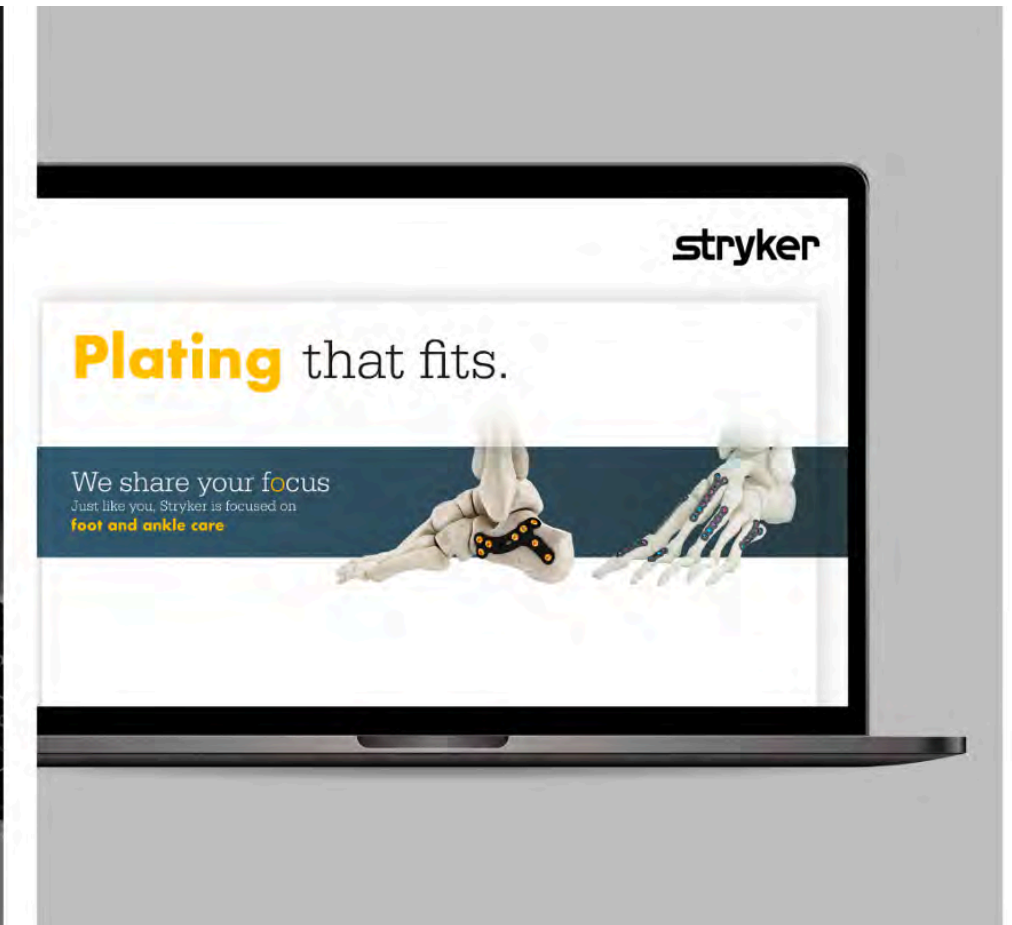 stryker
Plating that fits.
We share your focus
Just like you, Stryker is focused on
foot and ankle care